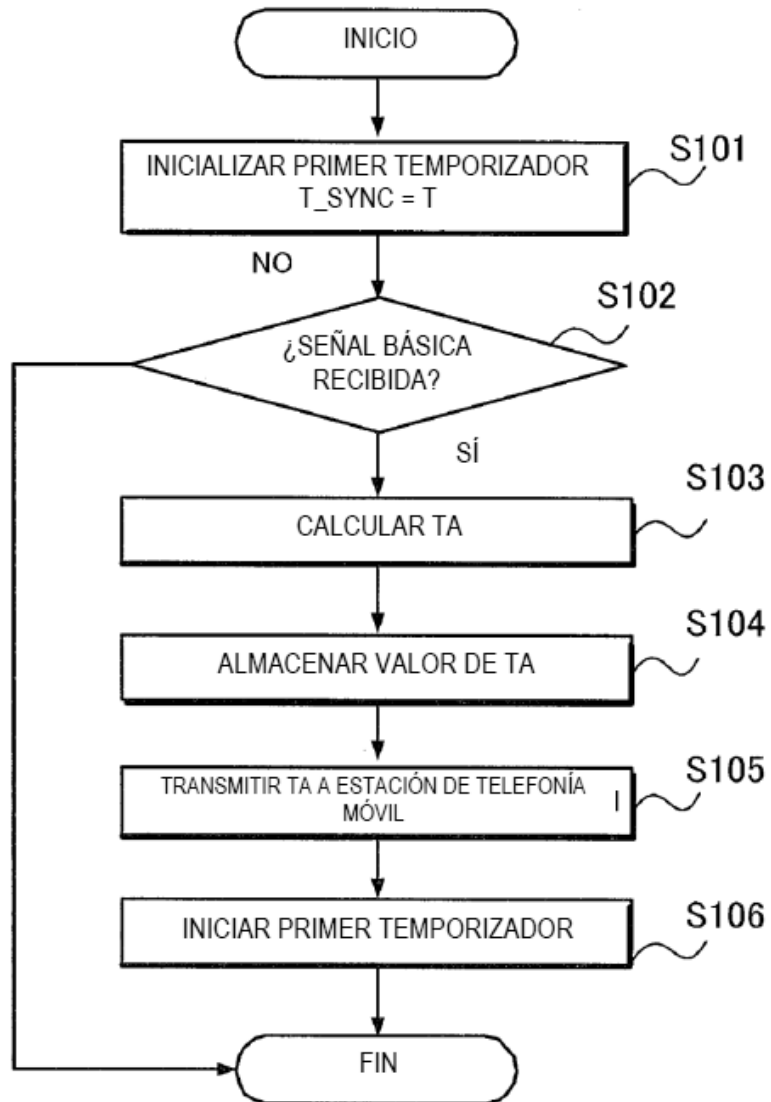 INICIO
INICIALIZAR PRIMER TEMPORIZADOR
T_SYNC = T
S101
NO
S102
¿SEÑAL BÁSICA
RECIBIDA?
SÍ
S103
CALCULAR TA
S104
ALMACENAR VALOR DE TA
S105
TRANSMITIR TA A ESTACIÓN DE TELEFONÍA
MÓVIL
S106
INICIAR PRIMER TEMPORIZADOR
FIN